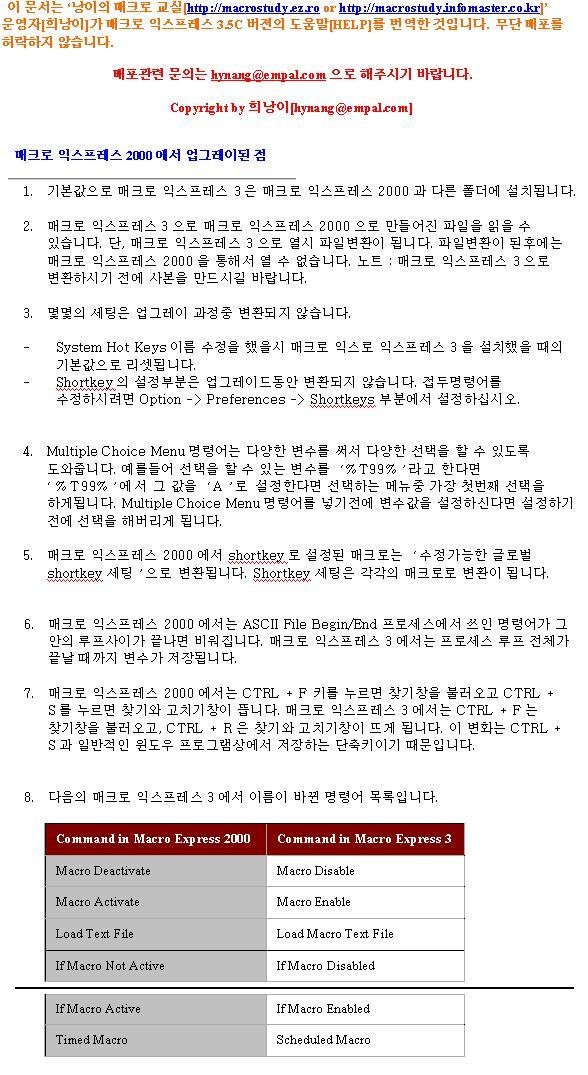 이 문서는 ‘낭이의 매크로 교실[http://macrostudy.ez.ro or http://macrostudy.infomaster.co.kr]’
운영자[희낭이]가 매크로 익스프레스 3.5C 버젼의 도움말[HELP]를 번역한 것입니다. 무단 배포를
허락하지 않습니다.
배포관련 문의는 hynang@empal.com 으로 해주시기 바랍니다.
Copyright by 희낭이[hynang@empal.com]
매크로 익스프레스 2000 에서 업그레이된 점
1. 기본값으로 매크로 익스프레스 3 은 매크로 익스프레스 2000 과 다른 폴더에 설치됩니다.
2. 매크로 익스프레스 3 으로 매크로 익스프레스 2000 으로 만들어진 파일을 읽을 수
있습니다. 단, 매크로 익스프레스 3 으로 열시 파일변환이 됩니다. 파일변환이 된후에는
매크로 익스프레스 2000 을 통해서 열 수 없습니다. 노트 : 매크로 익스프레스 3 으로
변환하시기 전에 사본을 만드시길 바랍니다.
3. 몇몇의 세팅은 업그레이 과정중 변환되지 않습니다.
- System Hot Keys 이름 수정을 했을시 매크로 익스로 익스프레스 3 을 설치했을 때의
기본값으로 리셋됩니다.
- Shortkey 의 설정부분은 업그레이드동안 변환되지 않습니다. 접두명령어를
수정하시려면 Option -> Preferences -> Shortkeys 부분에서 설정하십시오.
4. Multiple Choice Menu 명령어는 다양한 변수를 써서 다양한 선택을 할 수 있도록
도와줍니다. 예를들어 선택을 할 수 있는 변수를 ‘%T99%’라고 한다면
‘%T99%’에서 그 값을 ‘A’로 설정한다면 선택하는 메뉴중 가장 첫번째 선택을
하게됩니다. Multiple Choice Menu 명령어를 넣기전에 변수값을 설정하신다면 설정하기
전에 선택을 해버리게 됩니다.
5. 매크로 익스프레스 2000 에서 shortkey 로 설정된 매크로는 ‘수정가능한 글로벌
shortkey 세팅’으로 변환됩니다. Shortkey 세팅은 각각의 매크로로 변환이 됩니다.
6. 매크로 익스프레스 2000 에서는 ASCII File Begin/End 프로세스에서 쓰인 명령어가 그
안의 루프사이가 끝나면 비워집니다. 매크로 익스프레스 3 에서는 프로세스 루프 전체가
끝날 때까지 변수가 저장됩니다.
7. 매크로 익스프레스 2000 에서는 CTRL + F 키를 누르면 찾기창을 불러오고 CTRL +
S 를 누르면 찾기와 고치기창이 뜹니다. 매크로 익스프레스 3 에서는 CTRL + F 는
찾기창을 불러오고, CTRL + R 은 찾기와 고치기창이 뜨게 됩니다. 이 변화는 CTRL +
S 과 일반적인 윈도우 프로그램상에서 저장하는 단축키이기 때문입니다.
8. 다음의 매크로 익스프레스 3 에서 이름이 바뀐 명령어 목록입니다.
Command in Macro Express 2000 Command in Macro Express 3
Macro Deactivate Macro Disable
Macro Activate Macro Enable
Load Text File Load Macro Text File
If Macro Not Active If Macro Disabled
If Macro Active If Macro Enabled
Timed Macro Scheduled Macro